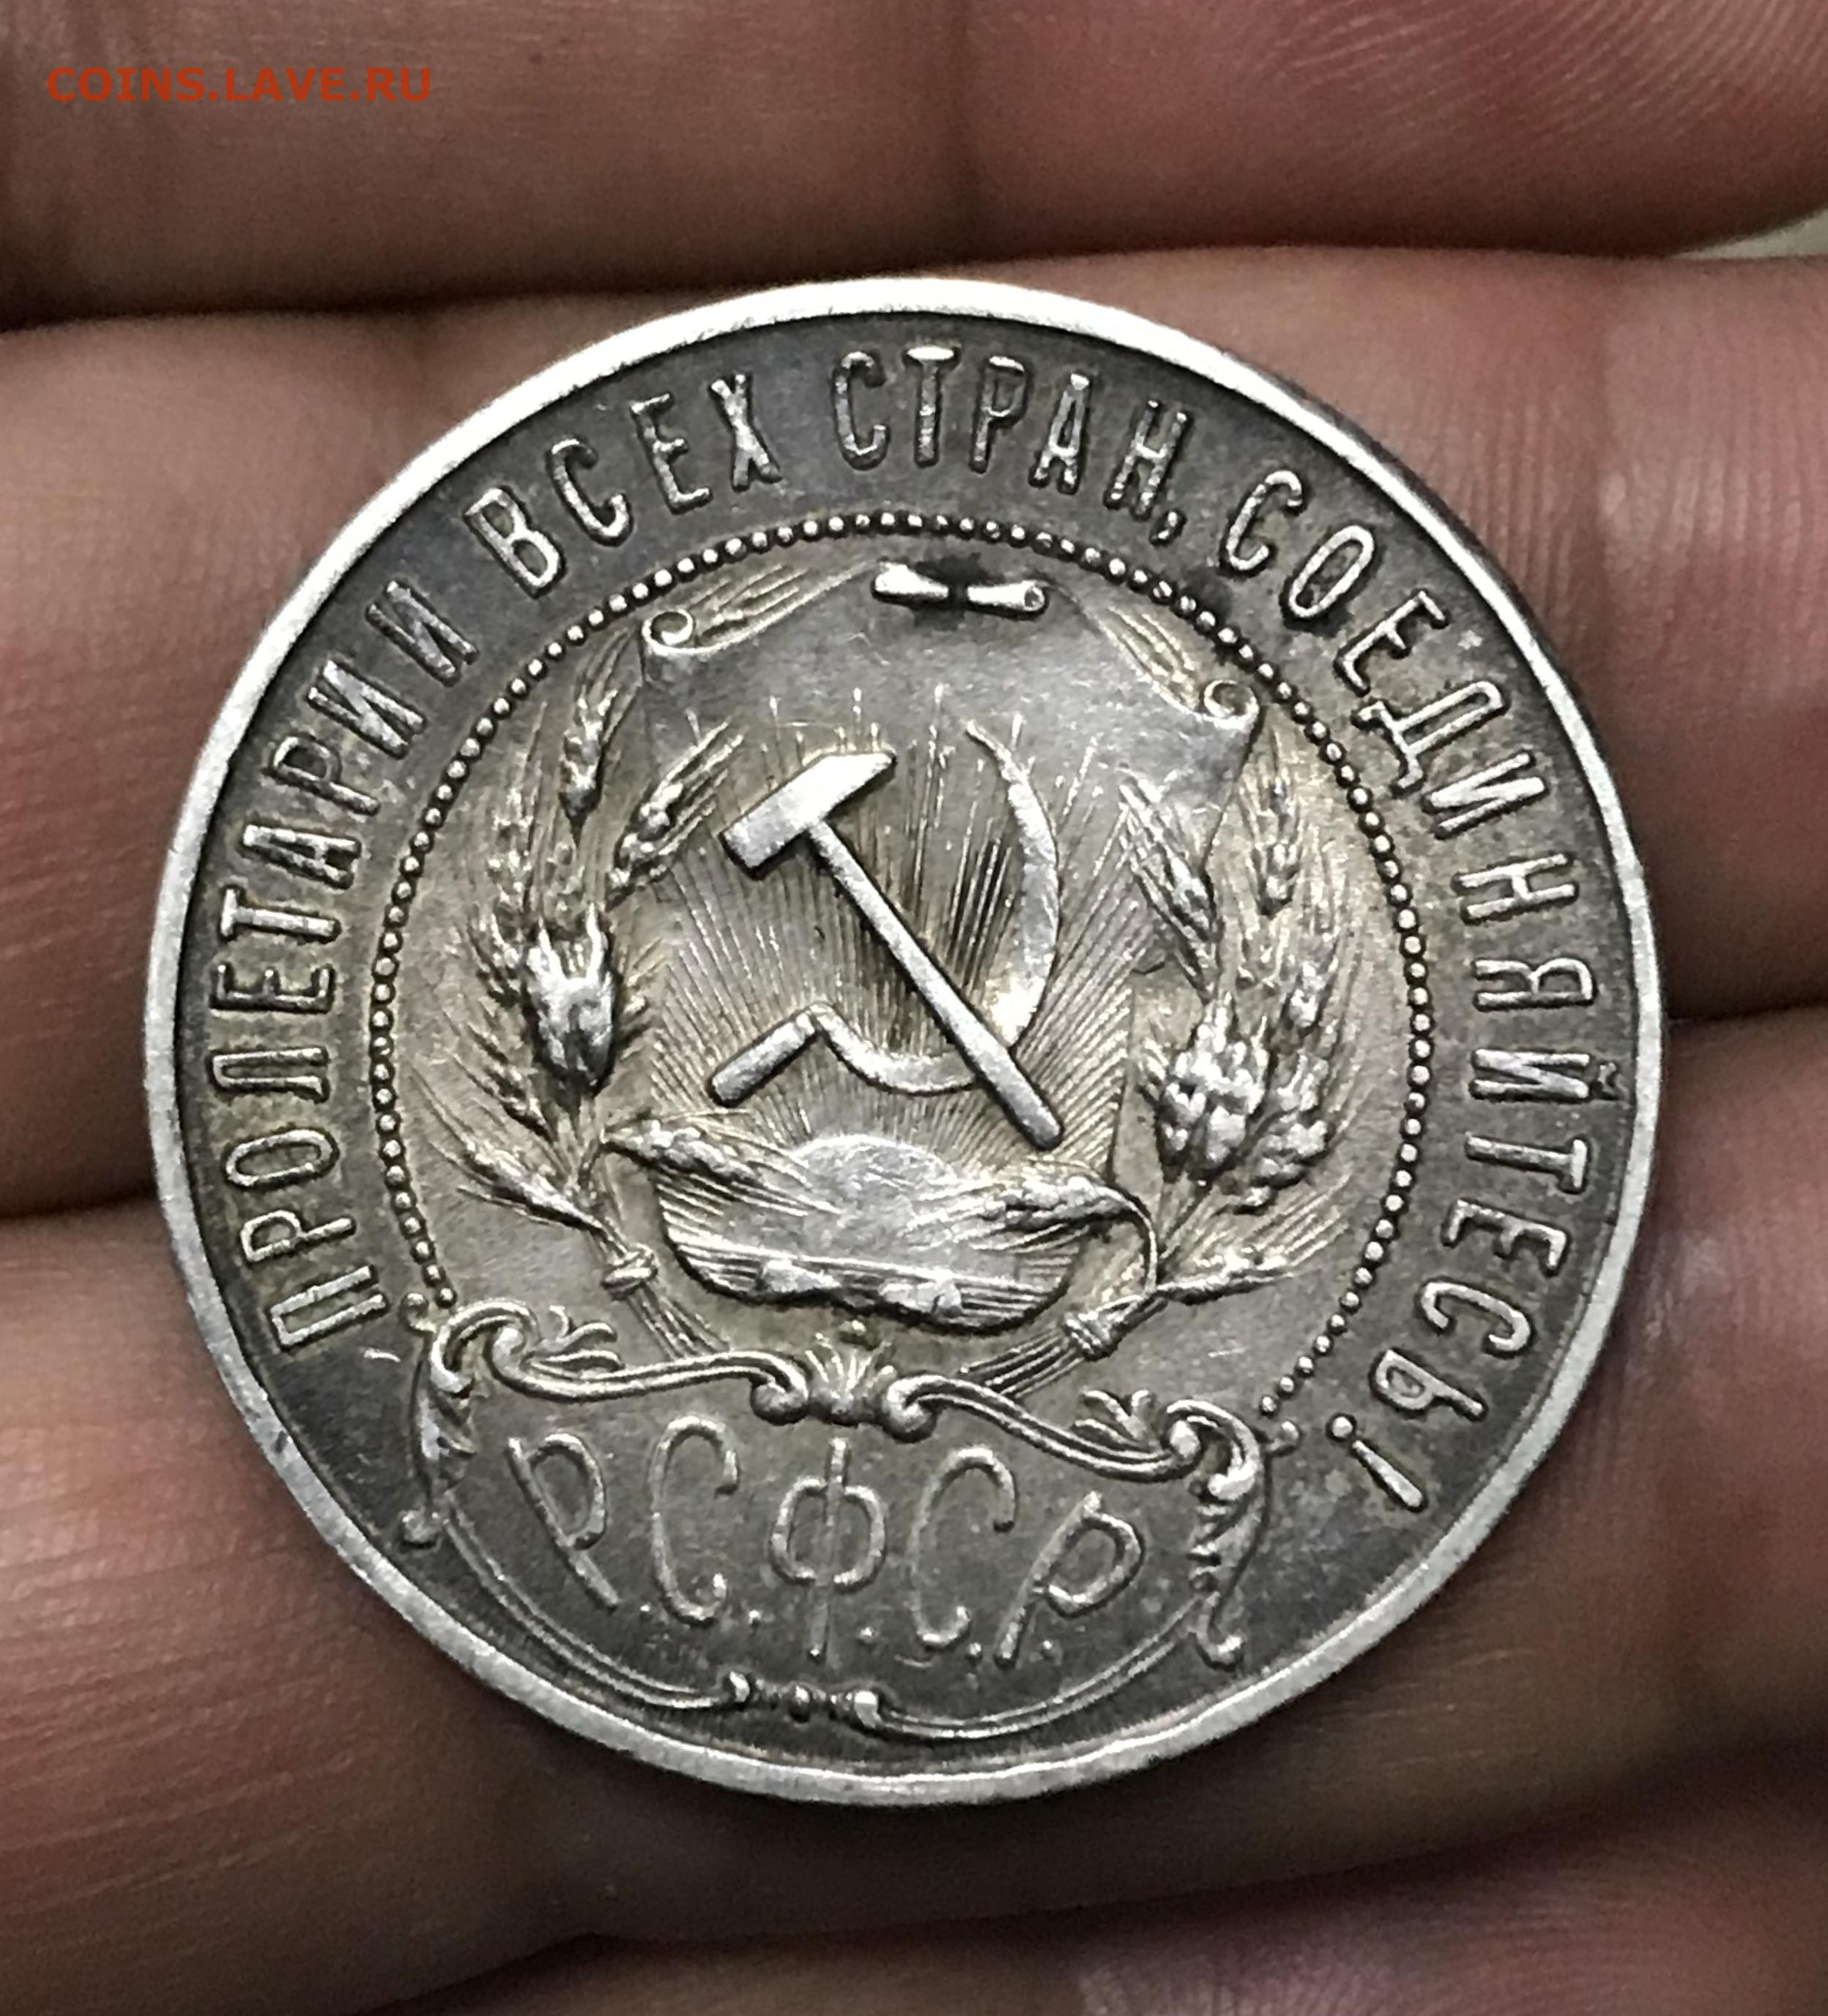 COINS.LAVE.RU
ПРОЛЕТАРИИ ВСЕХ СТРАН, СОЕДИНЯЙТЕСЬ!
Р.С.Ф.С.Р.